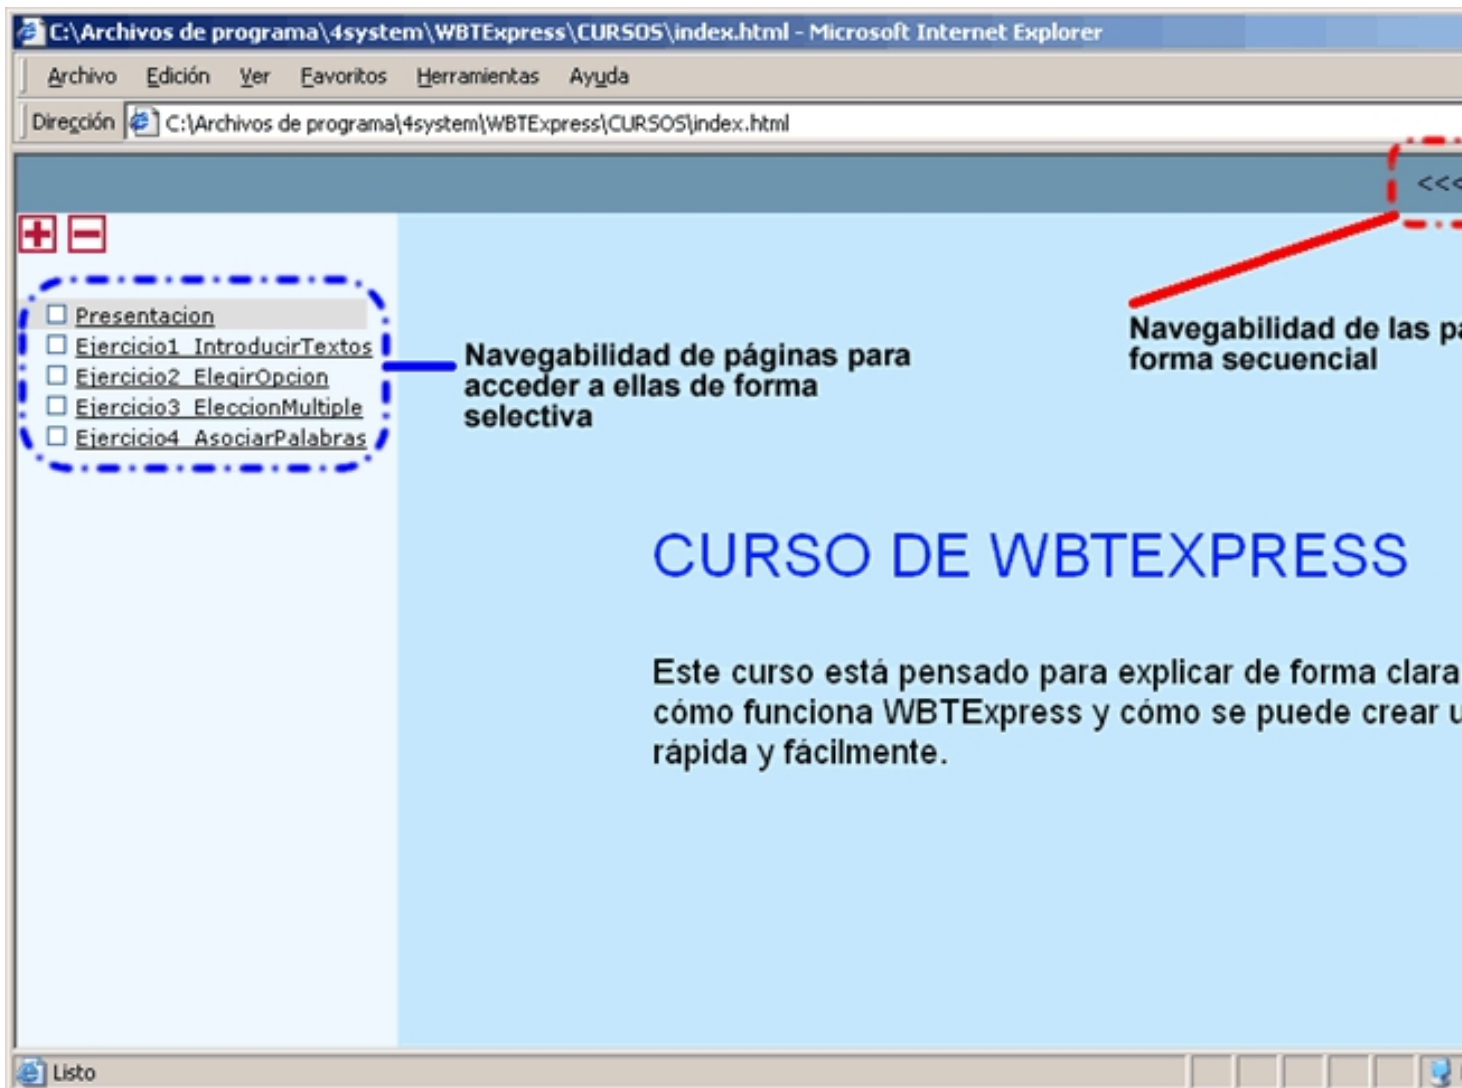 C:\Archivos de programa\4system\WBTExpress\CURSOS\index.html - Microsoft Internet Explorer
Archivo Edición Ver Favoritos Herramientas Ayuda
Dirección C:\Archivos de programa\4system\WBTExpress\CURSOS\index.html
<<<
Presentacion
Ejercicio1_IntroducirTextos
Ejercicio2_ElegirOpcion
Ejercicio3_EleccionMultiple
Ejercicio4_AsociarPalabras
Navegabilidad de páginas para
acceder a ellas de forma
selectiva
Navegabilidad de las
forma secuencial
CURSO DE WBTEXPRESS
Este curso está pensado para explicar de forma clara
cómo funciona WBTExpress y cómo se puede crear
rápida y fácilmente.
Listo